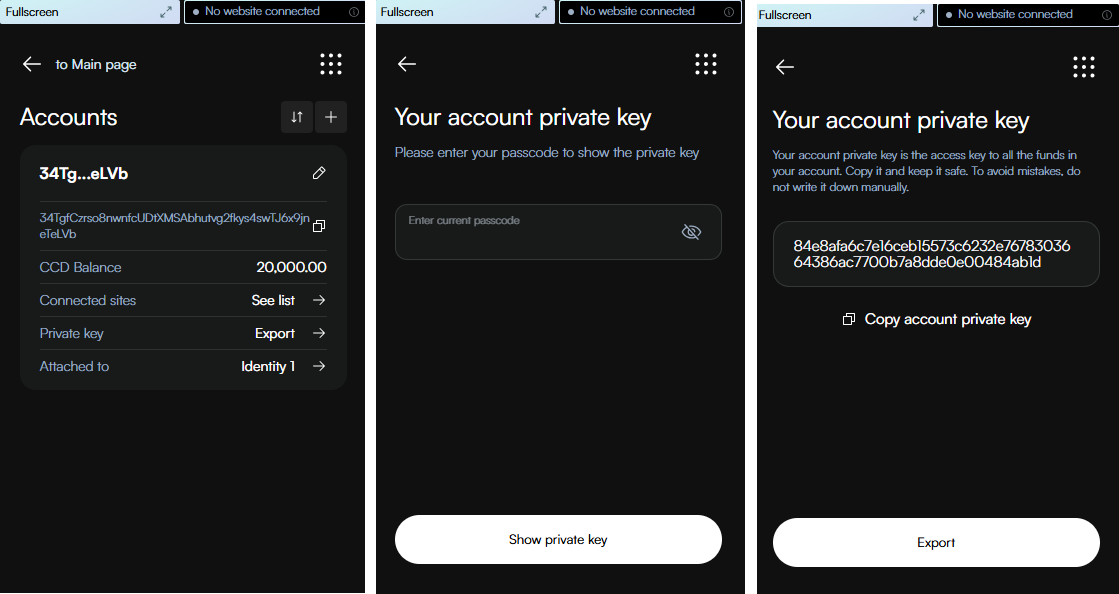 Fullscreen
No website connected
to Main page
Accounts
34Tg...eLVb
34TgfCzrso8nwnfcUDtXMSAbhutvg2fkys4swTJ6x9jn
eTeLVb
CCD Balance 20,000.00
Connected sites See list
Private key Export
Attached to Identity 1
Fullscreen
No website connected
Your account private key
Please enter your passcode to show the private key
Enter current passcode
Show private key
Fullscreen
No website connected
Your account private key
Your account private key is the access key to all the funds in
your account. Copy it and keep it safe. To avoid mistakes, do
not write it down manually.
84e8afa6c7e16ceb15573c6232e76783036
64386ac7700b7a8dde0e00484ab1d
Copy account private key
Export